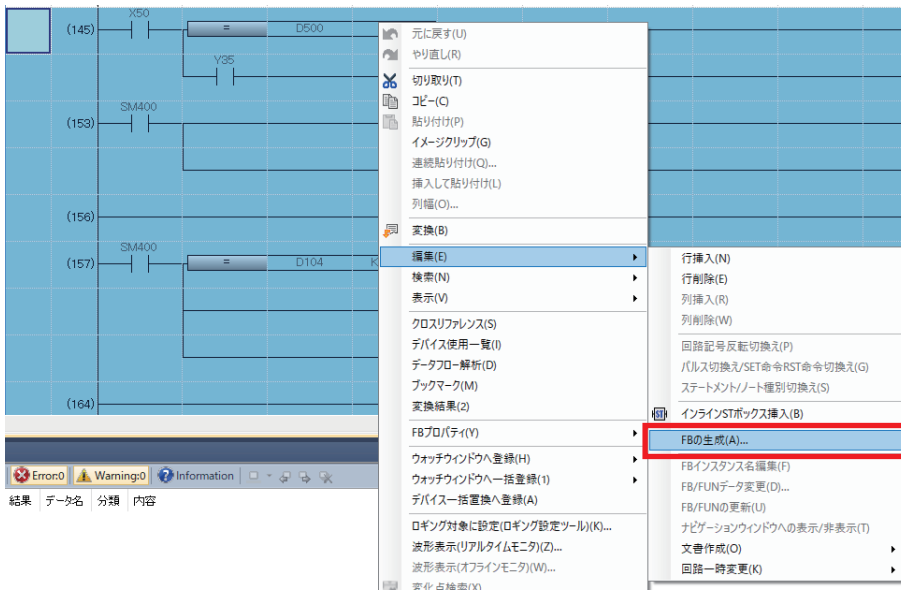 X50
(145)
=
D500
Y35
SM400
(153)
(156)
SM400
(157)
=
D104
K
(164)
元に戻す(U)
やり直し(R)
切り取り(T)
コピー(C)
貼り付け(P)
イメージクリップ(G)
連続貼り付け(Q)...
挿入して貼り付け(L)
列幅(O)...
変換(B)
編集(E)
検索(N)
表示(V)
クロスリファレンス(S)
デバイス使用一覧(I)
データフロー解析(D)
ブックマーク(M)
変換結果(2)
FBプロパティ(Y)
ウォッチウィンドウへ登録(H)
ウォッチウィンドウへ一括登録(1)
デバイス一括置換へ登録(A)
ロギング対象に設定(ロギング設定ツール)(K)...
波形表示(リアルタイムモニタ)(Z)...
波形表示(オフラインモニタ)(W)...
変化点検索(X)
行挿入(N)
行削除(E)
列挿入(R)
列削除(W)
回路記号反転切換え(P)
パルス切換え/SET命令RST命令切換え(G)
ステートメント/ノート種別切換え(S)
ST
インラインSTボックス挿入(B)
FBの生成(A)...
FBインスタンス名編集(F)
FB/FUNデータ変更(D)...
FB/FUNの更新(U)
ナビゲーションウィンドウへの表示/非表示(T)
文書作成(O)
回路一時変更(K)
Error:0 Warning:0 Information
結果 データ名 分類 内容